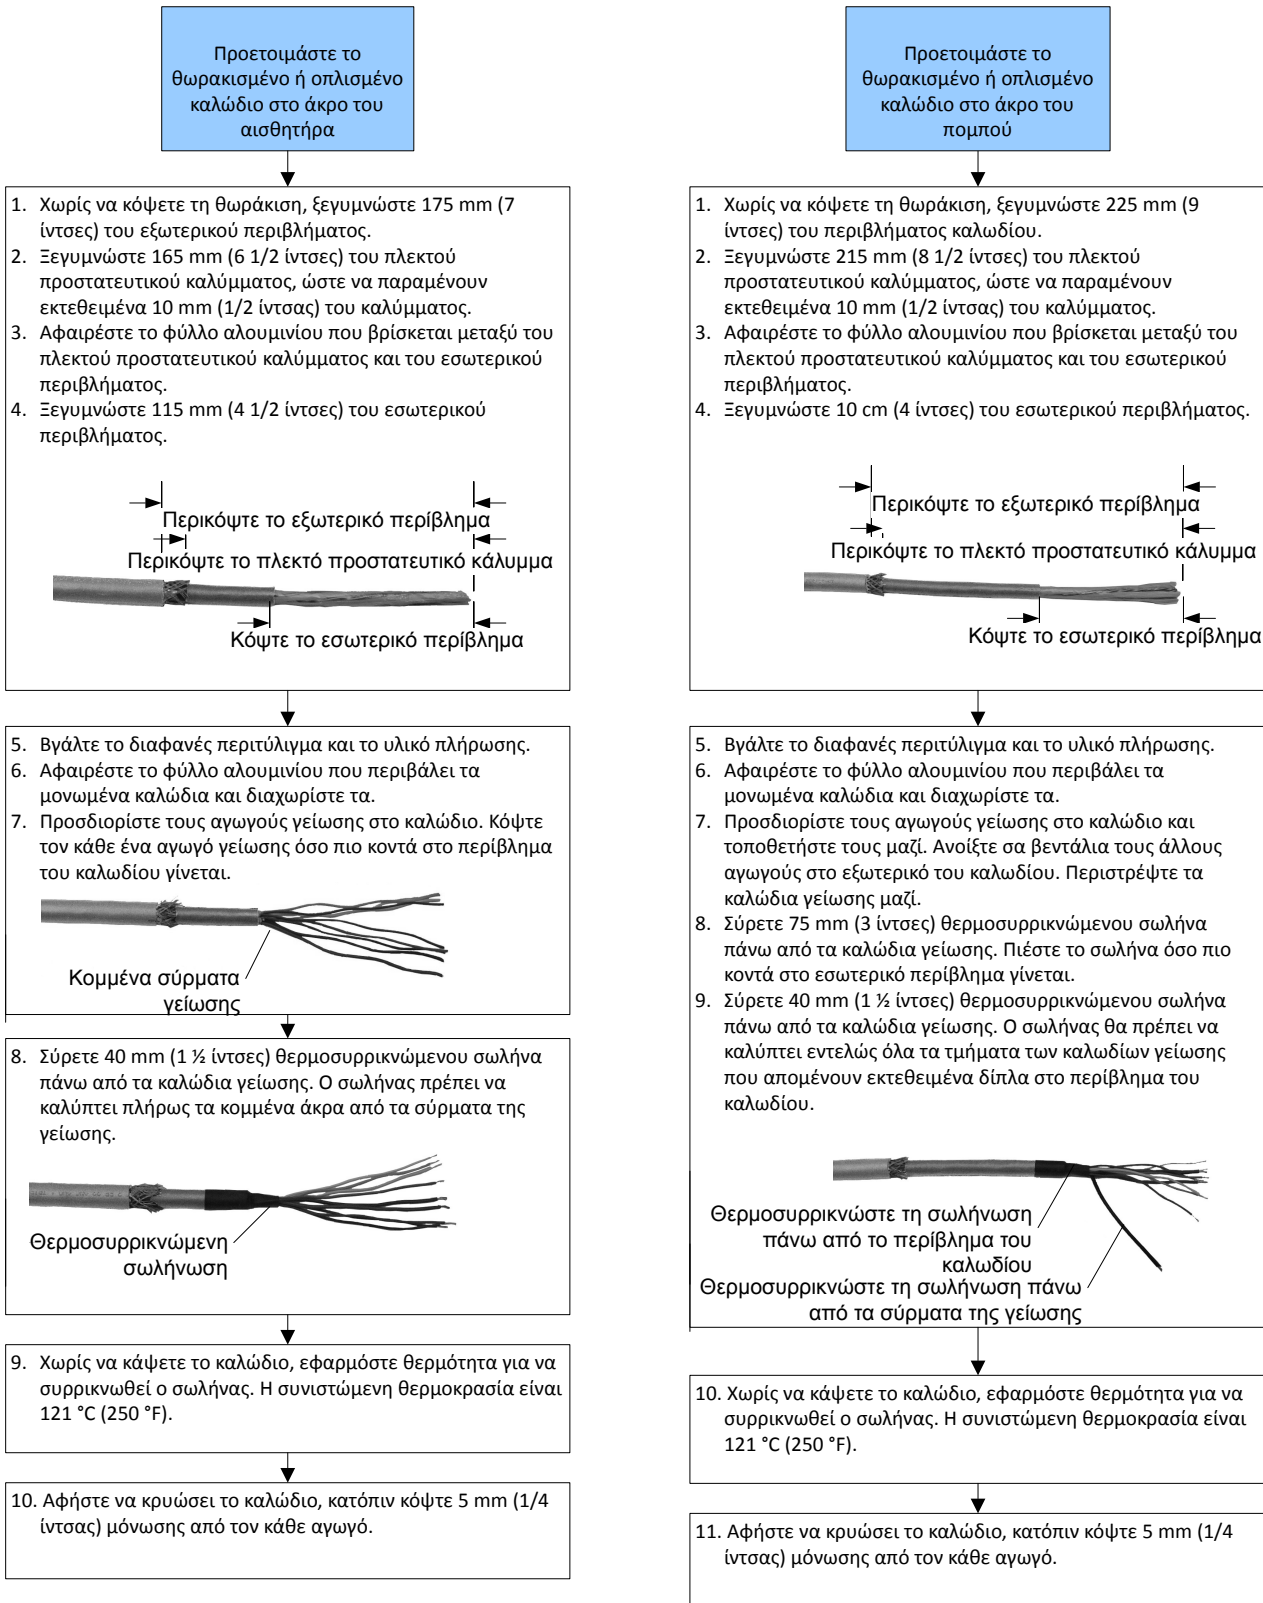 Προετοιμάστε το
θωρακισμένο ή οπλισμένο
καλώδιο στο άκρο του
αισθητήρα
1. Χωρίς να κόψετε τη θωράκιση, ξεγυμνώστε 175 mm (7
ίντσες) του εξωτερικού περιβλήματος.
2. Ξεγυμνώστε 165 mm (6 1/2 ίντσες) του πλεκτού
προστατευτικού καλύμματος, ώστε να παραμένουν
εκτεθειμένα 10 mm (1/2 ίντσας) του καλύμματος.
3. Αφαιρέστε το φύλλο αλουμινίου που βρίσκεται μεταξύ του
πλεκτού προστατευτικού καλύμματος και του εσωτερικού
περιβλήματος.
4. Ξεγυμνώστε 115 mm (4 1/2 ίντσες) του εσωτερικού
περιβλήματος.
Περικόψτε το εξωτερικό περίβλημα
Περικόψτε το πλεκτό προστατευτικό κάλυμμα
Κόψτε το εσωτερικό περίβλημα
5. Βγάλτε το διαφανές περιτύλιγμα και το υλικό πλήρωσης.
6. Αφαιρέστε το φύλλο αλουμινίου που περιβάλει τα
μονωμένα καλώδια και διαχωρίστε τα.
7. Προσδιορίστε τους αγωγούς γείωσης στο καλώδιο. Κόψτε
τον κάθε ένα αγωγό γείωσης όσο πιο κοντά στο περίβλημα
του καλωδίου γίνεται.
Κομμένα σύρματα
γείωσης
8. Σύρετε 40 mm (1 ½ ίντσες) θερμοσυρρικνώμενου σωλήνα
πάνω από τα καλώδια γείωσης. Ο σωλήνας πρέπει να
καλύπτει πλήρως τα κομμένα άκρα από τα σύρματα της
γείωσης.
Θερμοσυρρικνώμενη
σωλήνωση
9. Χωρίς να κάψετε το καλώδιο, εφαρμόστε θερμότητα για να
συρρικνωθεί ο σωλήνας. Η συνιστώμενη θερμοκρασία είναι
121 °C (250 °F).
10. Αφήστε να κρυώσει το καλώδιο, κατόπιν κόψτε 5 mm (1/4
ίντσας) μόνωσης από τον κάθε αγωγό.
Προετοιμάστε το
θωρακισμένο ή οπλισμένο
καλώδιο στο άκρο του
πομπού
1. Χωρίς να κόψετε τη θωράκιση, ξεγυμνώστε 225 mm (9
ίντσες) του περιβλήματος καλωδίου.
2. Ξεγυμνώστε 215 mm (8 1/2 ίντσες) του πλεκτού
προστατευτικού καλύμματος, ώστε να παραμένουν
εκτεθειμένα 10 mm (1/2 ίντσας) του καλύμματος.
3. Αφαιρέστε το φύλλο αλουμινίου που βρίσκεται μεταξύ του
πλεκτού προστατευτικού καλύμματος και του εσωτερικού
περιβλήματος.
4. Ξεγυμνώστε 10 cm (4 ίντσες) του εσωτερικού περιβλήματος.
Περικόψτε το εξωτερικό περίβλημα
Περικόψτε το πλεκτό προστατευτικό κάλυμμα
Κόψτε το εσωτερικό περίβλημα
5. Βγάλτε το διαφανές περιτύλιγμα και το υλικό πλήρωσης.
6. Αφαιρέστε το φύλλο αλουμινίου που περιβάλει τα
μονωμένα καλώδια και διαχωρίστε τα.
7. Προσδιορίστε τους αγωγούς γείωσης στο καλώδιο και
τοποθετήστε τους μαζί. Ανοίξτε σα βεντάλια τους άλλους
αγωγούς στο εξωτερικό του καλωδίου. Περιστρέψτε τα
καλώδια γείωσης μαζί.
8. Σύρετε 75 mm (3 ίντσες) θερμοσυρρικνώμενου σωλήνα
πάνω από τα καλώδια γείωσης. Πιέστε το σωλήνα όσο πιο
κοντά στο εσωτερικό περίβλημα γίνεται.
9. Σύρετε 40 mm (1 ½ ίντσες) θερμοσυρρικνώμενου σωλήνα
πάνω από τα καλώδια γείωσης. Ο σωλήνας θα πρέπει να
καλύπτει εντελώς όλα τα τμήματα των καλωδίων γείωσης
που απομένουν εκτεθειμένα δίπλα στο περίβλημα του
καλωδίου.
Θερμοσυρρικνώστε τη σωλήνωση
πάνω από το περίβλημα του
καλωδίου
Θερμοσυρρικνώστε τη σωλήνωση πάνω
από τα σύρματα της γείωσης
10. Χωρίς να κάψετε το καλώδιο, εφαρμόστε θερμότητα για να
συρρικνωθεί ο σωλήνας. Η συνιστώμενη θερμοκρασία είναι
121 °C (250 °F).
11. Αφήστε να κρυώσει το καλώδιο, κατόπιν κόψτε 5 mm (1/4
ίντσας) μόνωσης από τον κάθε αγωγό.